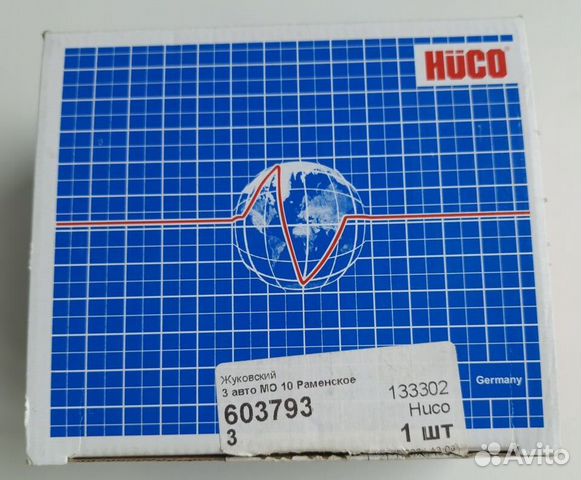 HÜCO
Germany
Жуковский
3 авто МО 10 Раменское
133302
603793
Huco
3
1 шт
Avito